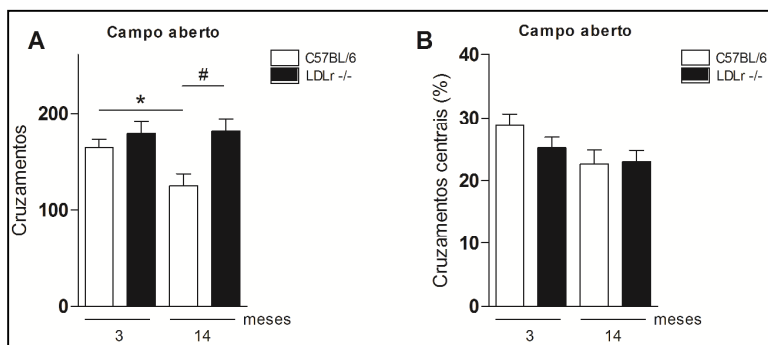 A
Campo aberto
C57BL/6
LDLr -/-
*
#
Cruzamentos
200
100
0
3
14
meses
B
Campo aberto
C57BL/6
LDLr -/-
Cruzamentos centrais (%)
40
30
20
10
0
3
14
meses